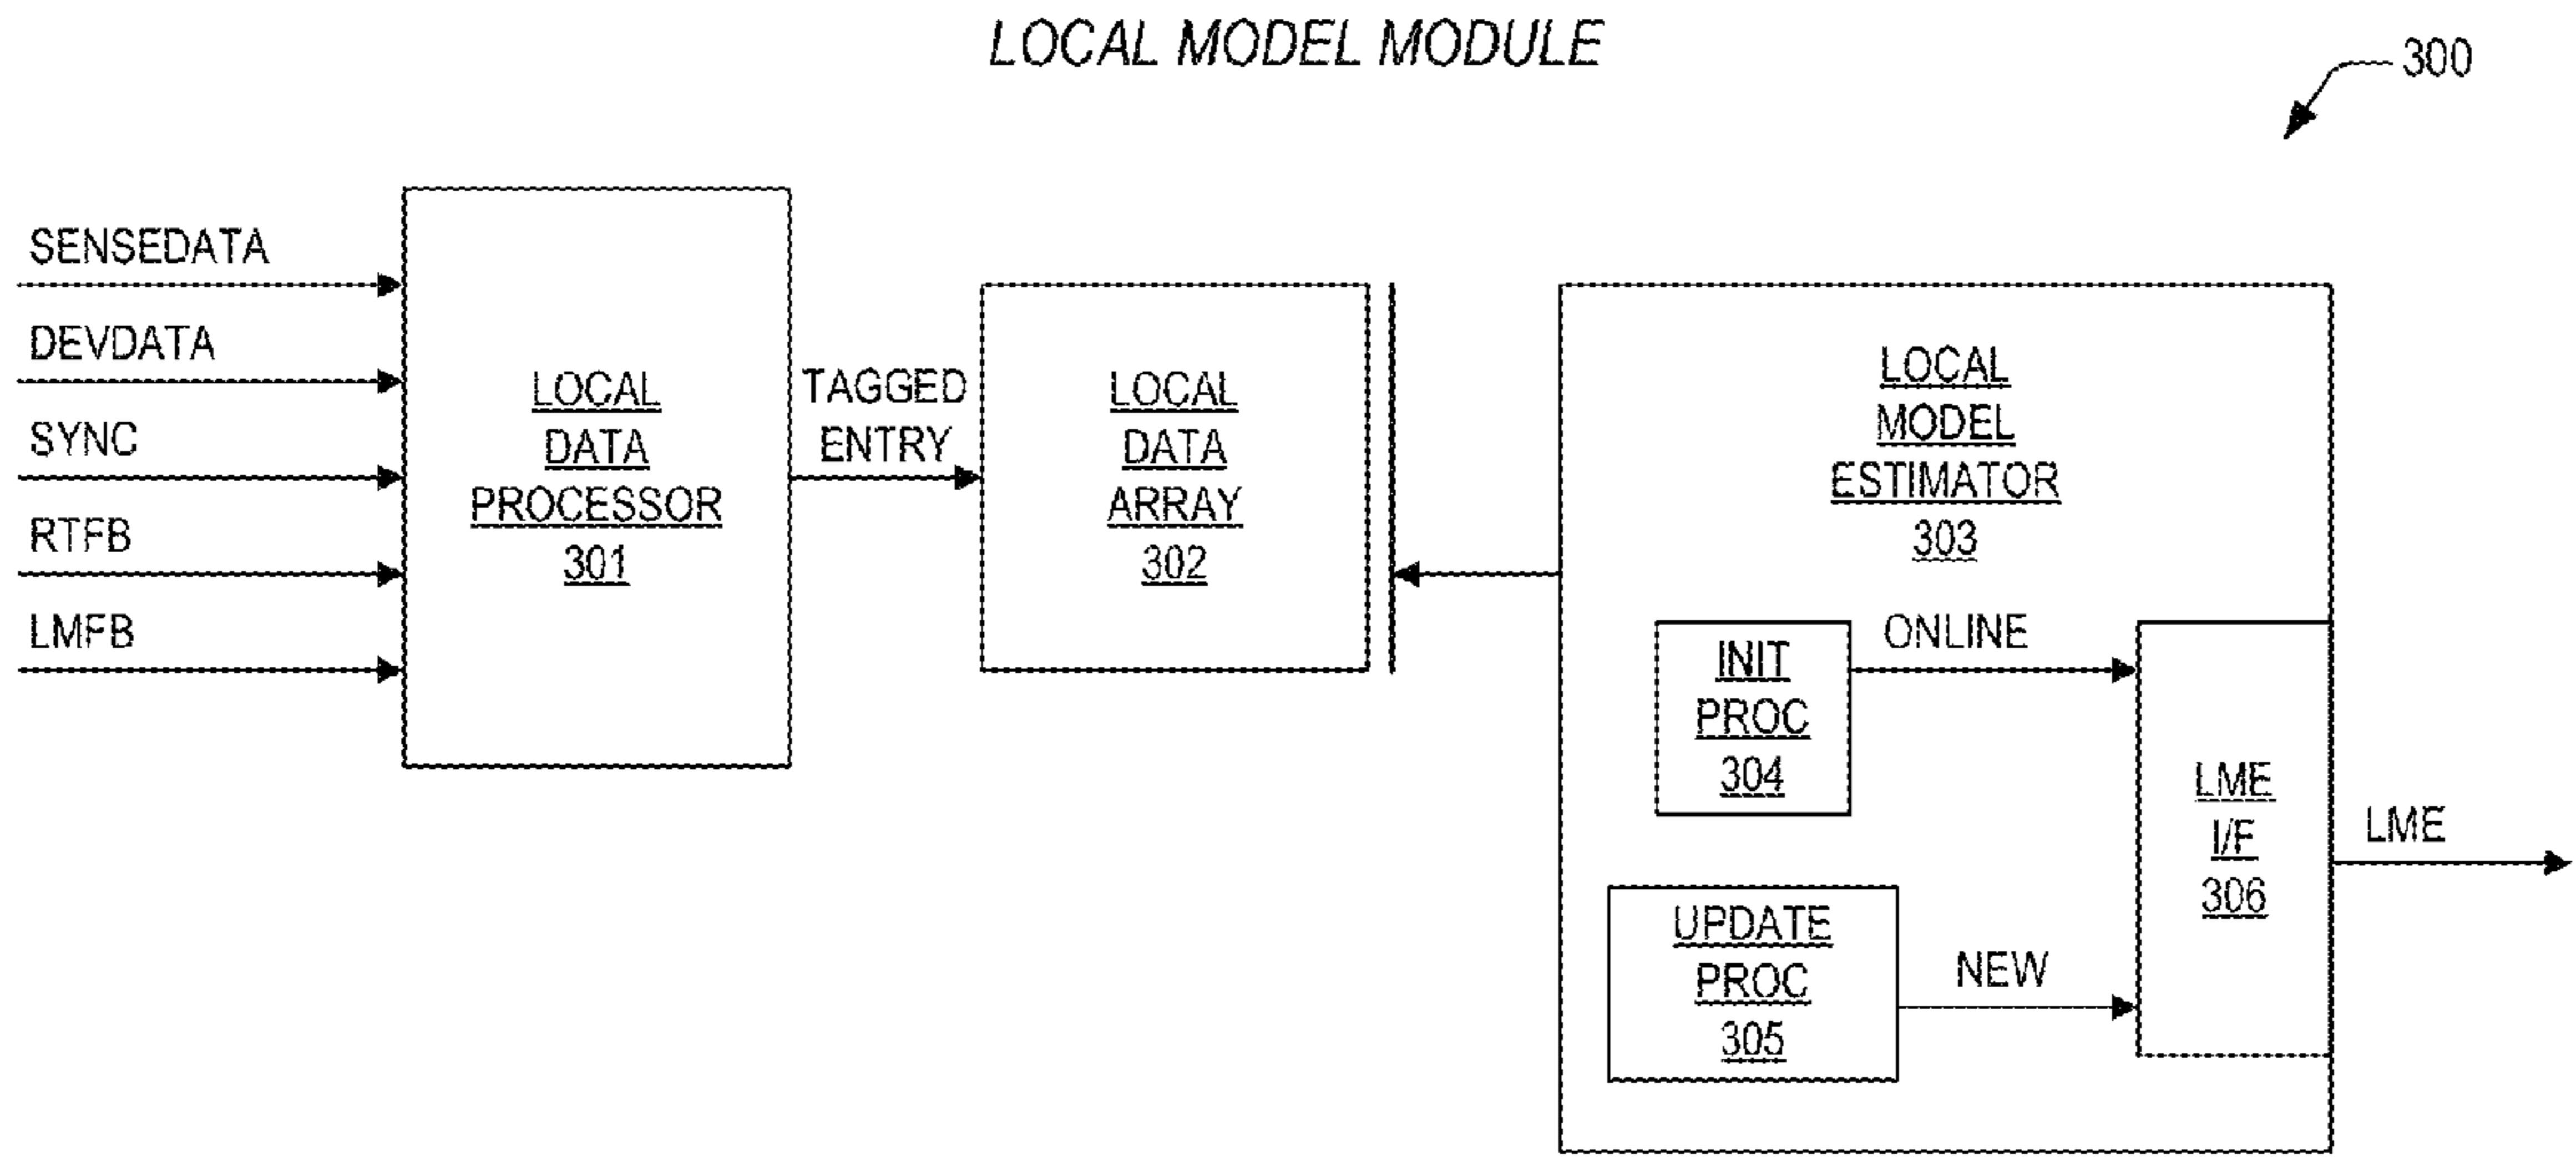 LOCAL MODEL MODULE
300
SENSEDATA
DEVDATA
SYNC
RTFB
LMFB
LOCAL
DATA
PROCESSOR
301
TAGGED
ENTRY
LOCAL
DATA
ARRAY
302
LOCAL
MODEL
ESTIMATOR
303
INIT
PROC
304
ONLINE
UPDATE
PROC
305
NEW
LME
I/F
306
LME